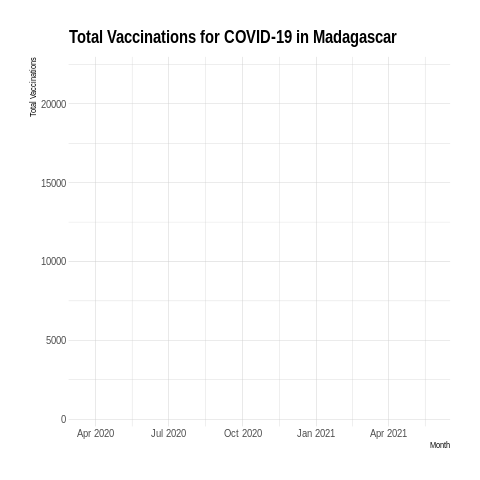 Total Vaccinations for COVID-19 in Madagascar
Total Vaccinations
20000
15000
10000
5000
0
Apr 2020 Jul 2020 Oct 2020 Jan 2021 Apr 2021
Month